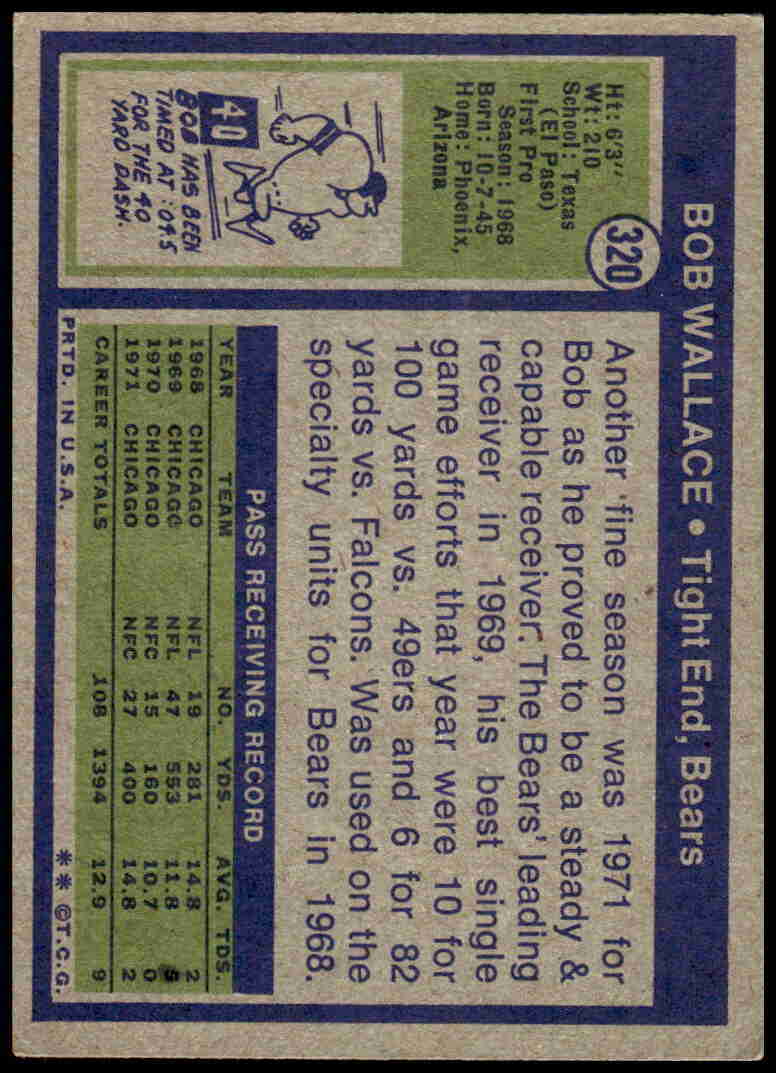 BOB WALLACE • Tight End, Bears
320
Ht: 6'3"
Wt: 210
School: Texas
(El Paso)
First Pro
Season: 1968
Born: 10-7-45
Home: Phoenix,
Arizona
40
BOB HAS BEEN
TIMED AT :04.5
FOR THE 40
YARD DASH.
Another fine season was 1971 for
Bob as he proved to be a steady &
capable receiver. The Bears' leading
receiver in 1969, his best single
game efforts that year were 10 for
100 yards vs. 49ers and 6 for 82
yards vs. Falcons. Was used on the
specialty units for Bears in 1968.
PASS RECEIVING RECORD
YEAR TEAM NO. YDS. AVG. TDS.
1968 CHICAGO NFL 19 281 14.8 2
1969 CHICAGO NFL 47 553 11.8 5
1970 CHICAGO NFC 15 160 10.7 0
1971 CHICAGO NFC 27 400 14.8 2
CAREER TOTALS 108 1394 12.9 9
PRTD. IN U.S.A. ** ©T.C.G.